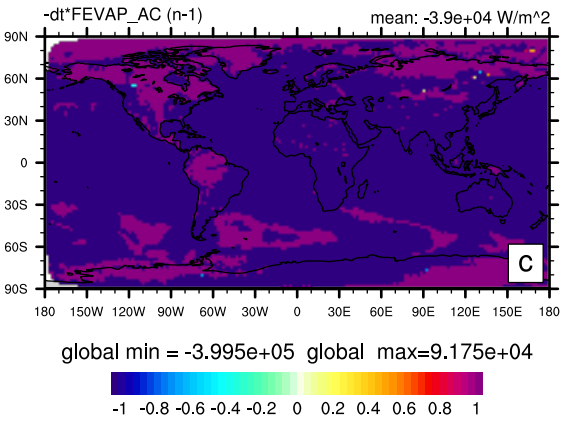 -dt*FEVAP_AC (n-1) mean: -3.9e+04 W/m^2
90N
60N
30N
0
30S
60S
90S
C
180 150W 120W 90W 60W 30W 0 30E 60E 90E 120E 150E 180
global min = -3.995e+05 global max=9.175e+04
-1 -0.8 -0.6 -0.4 -0.2 0 0.2 0.4 0.6 0.8 1